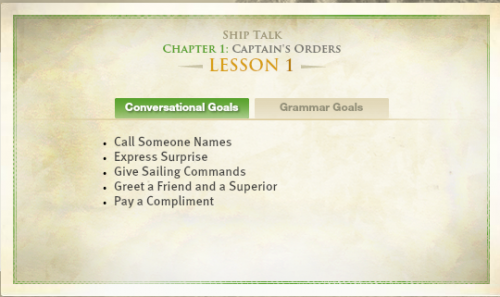 Ship Talk
Chapter 1: Captain's Orders
Lesson 1
Conversational Goals
Grammar Goals
• Call Someone Names
• Express Surprise
• Give Sailing Commands
• Greet a Friend and a Superior
• Pay a Compliment